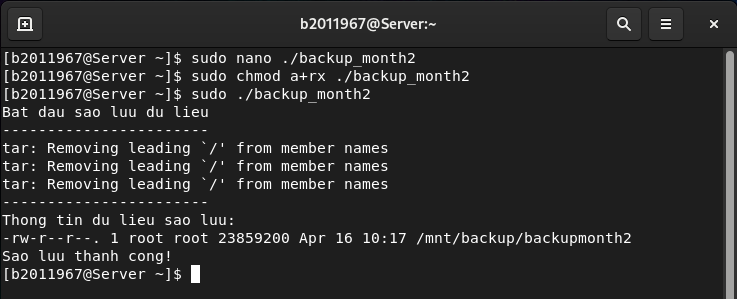 b2011967@Server:~
[b2011967@Server ~]$ sudo nano ./backup_month2
[b2011967@Server ~]$ sudo chmod a+rx ./backup_month2
[b2011967@Server ~]$ sudo ./backup_month2
Bat dau sao luu du lieu
-----------------------
tar: Removing leading `/' from member names
tar: Removing leading `/' from member names
tar: Removing leading `/' from member names
-----------------------
Thong tin du lieu sao luu:
-rw-r--r--. 1 root root 23859200 Apr 16 10:17 /mnt/backup/backupmonth2
Sao luu thanh cong!
[b2011967@Server ~]$